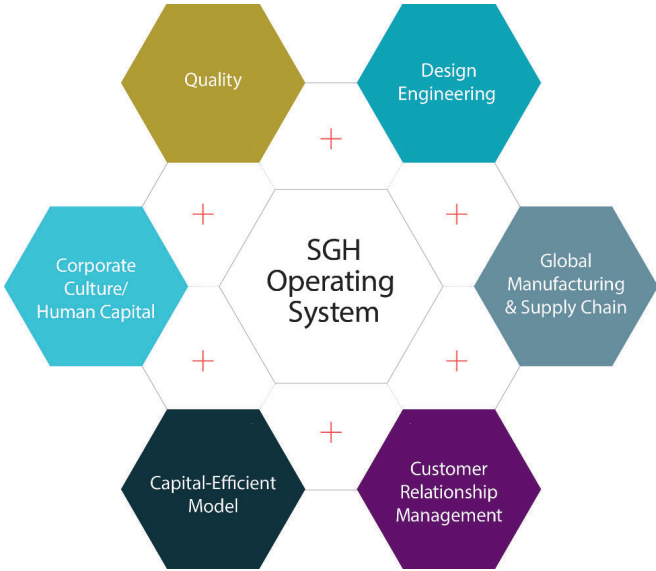 Quality
Design
Engineering
Corporate
Culture/
Human Capital
SGH
Operating
System
Global
Manufacturing
& Supply Chain
Capital-Efficient
Model
Customer
Relationship
Management